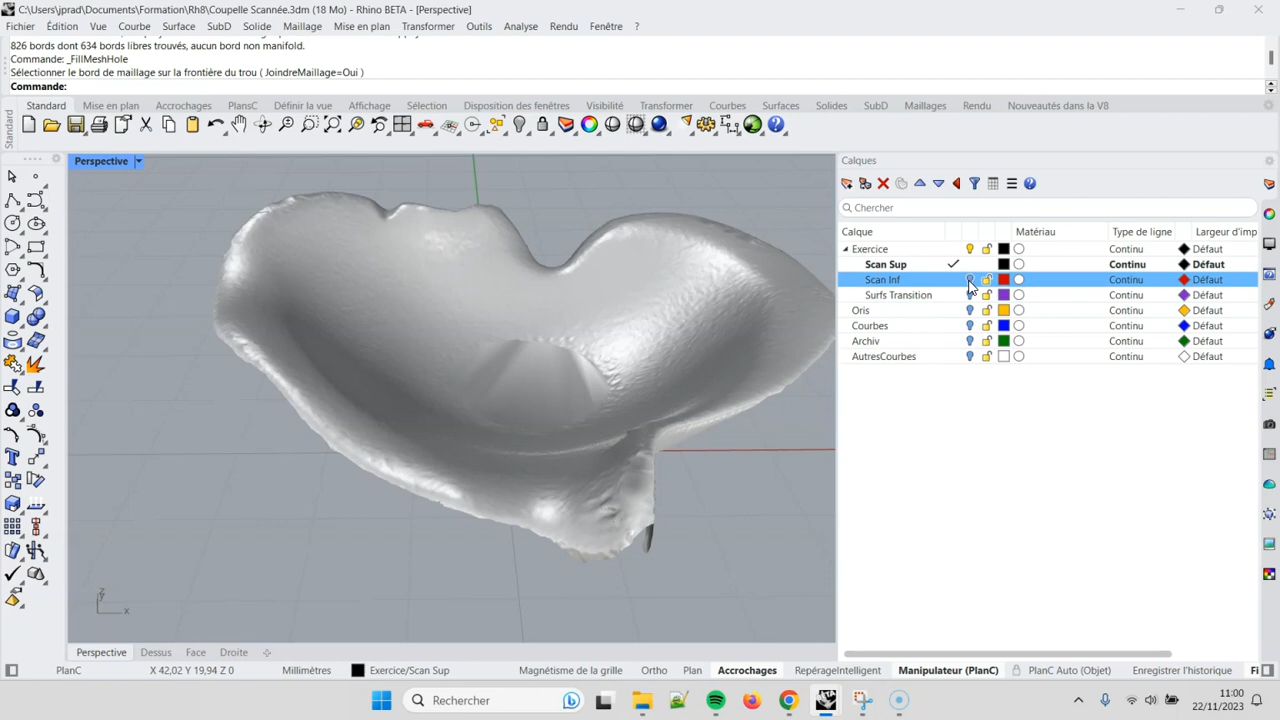 C:\Users\jprad\Documents\Formation\Rh8\Coupelle Scannée.3dm (18 Mo) - Rhino BETA - [Perspective]
Fichier Édition Vue Courbe Surface SubD Solide Maillage Mise en plan Transformer Outils Analyse Rendu Fenêtre ?
826 bords dont 634 bords libres trouvés, aucun bord non manifold.
Commande: _FillMeshHole
Sélectionner le bord de maillage sur la frontière du trou ( JoindreMaillage=Oui )
Commande:
Standard Standard Mise en plan Accrochages PlansC Définir la vue Affichage Sélection Disposition des fenêtres Visibilité Transformer Courbes Surfaces Solides SubD Maillages Rendu Nouveautés dans la V8
Perspective
Calques
Chercher
Calque Matériau Type de ligne Largeur d'imp
Exercice Continu Défaut
Scan Sup Continu Défaut
Scan Inf Continu Défaut
Surfs Transition Continu Défaut
Oris Continu Défaut
Courbes Continu Défaut
Archiv Continu Défaut
AutresCourbes Continu Défaut
z
y
x
Perspective Dessus Face Droite
PlanC X 42,02 Y 19,94 Z 0 Millimètres Exercice/Scan Sup Magnétisme de la grille Ortho Plan Accrochages RepérageIntelligent Manipulateur (PlanC) PlanC Auto (Objet) Enregistrer l'historique Fi
Rechercher
11:00
22/11/2023